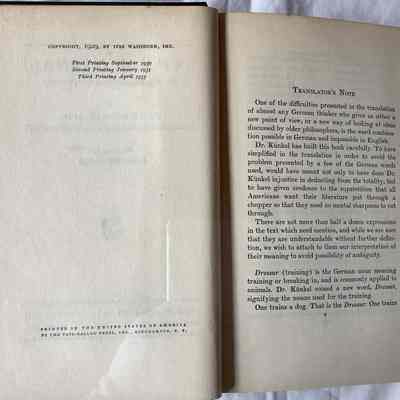 COPYRIGHT, 1929, BY IVES WASHBURN, INC.
First Printing September 1930
Second Printing January 1931
Third Printing April 1935
PRINTED IN THE UNITED STATES OF AMERICA
BY THE VAIL-BALLOU PRESS, INC., BINGHAMTON, N. Y.
TRANSLATOR'S NOTE
One of the difficulties presented in the translation
of almost any German thinker who gives us either a
new point of view, or a new way of looking at ideas
discussed by older philosophers, is the word combina-
tion possible in German and impossible in English.
Dr. Künkel has built this book carefully. To have
simplified in the translation in order to avoid the
problem presented by a few of the German words
used, would have meant not only to have done Dr.
Künkel injustice in deducting from the totality; but
to have given credence to the supposition that all
Americans want their literature put through a
chopper so that they need no mental sharpness to cut
through.
There are not more than half a dozen expressions
in the text which need mention, and while we are sure
that they are understandable without further defini-
tion, we wish to attach to them our interpretation of
their meaning to avoid possibility of ambiguity.
Dressur (training) is the German noun meaning
training or breaking in, and is commonly applied to
animals. Dr. Künkel coined a new word, Dressat,
signifying the means used for the training.
One trains a dog. That is the Dressur. One trains